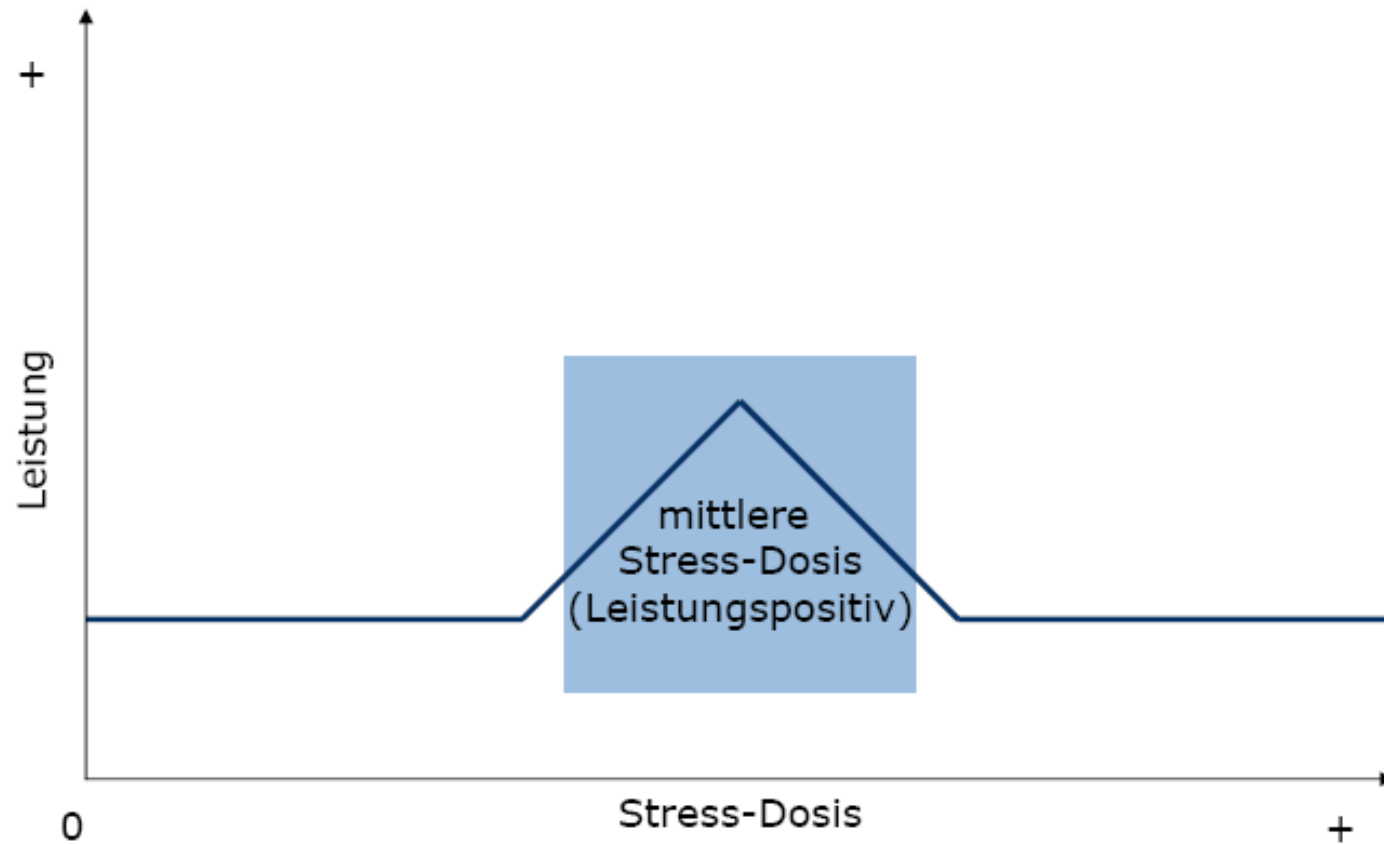 +
Leistung
mittlere
Stress-Dosis
(Leistungspositiv)
0
Stress-Dosis
+